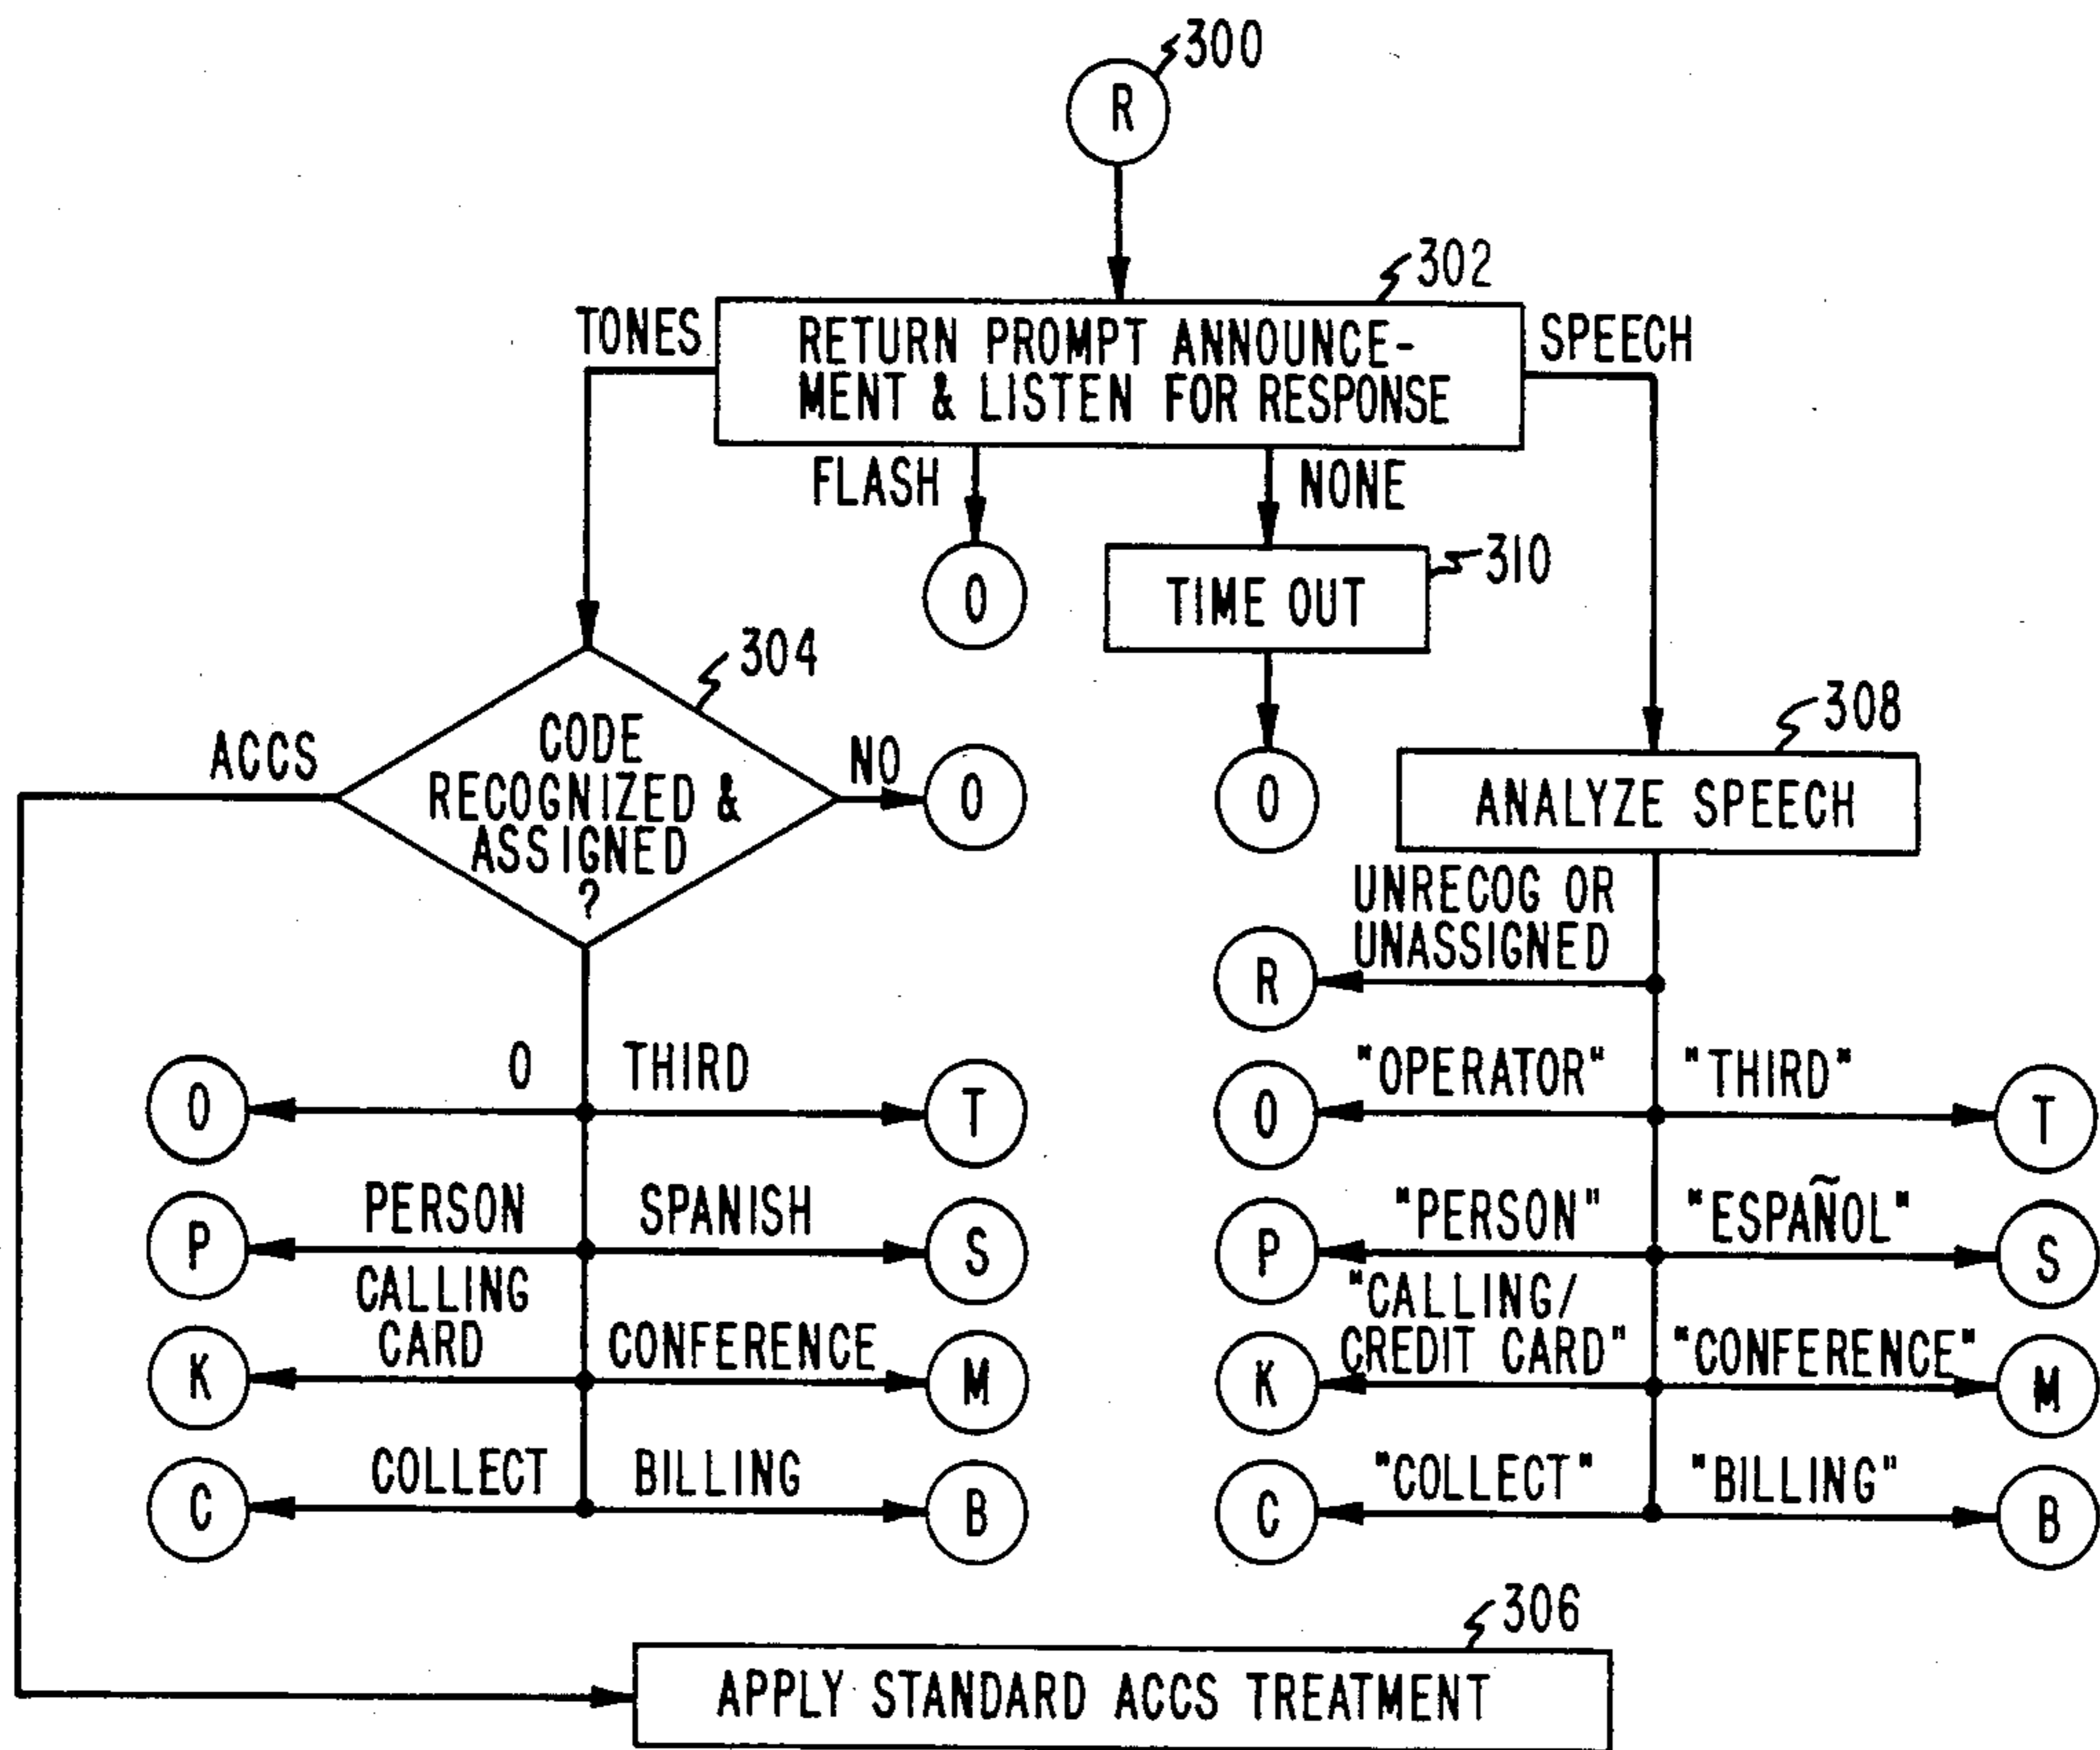 300
R
302
TONES
RETURN PROMPT ANNOUNCE-
MENT & LISTEN FOR RESPONSE
SPEECH
FLASH
NONE
O
TIME OUT
310
304
CODE
RECOGNIZED &
ASSIGNED
?
ACCS
NO
O
O
308
ANALYZE SPEECH
UNRECOG OR
UNASSIGNED
R
O
0
THIRD
T
P
PERSON
SPANISH
S
K
CALLING
CARD
CONFERENCE
M
C
COLLECT
BILLING
B
O
"OPERATOR"
"THIRD"
T
P
"PERSON"
"ESPAÑOL"
S
K
"CALLING/
CREDIT CARD"
"CONFERENCE"
M
C
"COLLECT"
"BILLING"
B
306
APPLY STANDARD ACCS TREATMENT